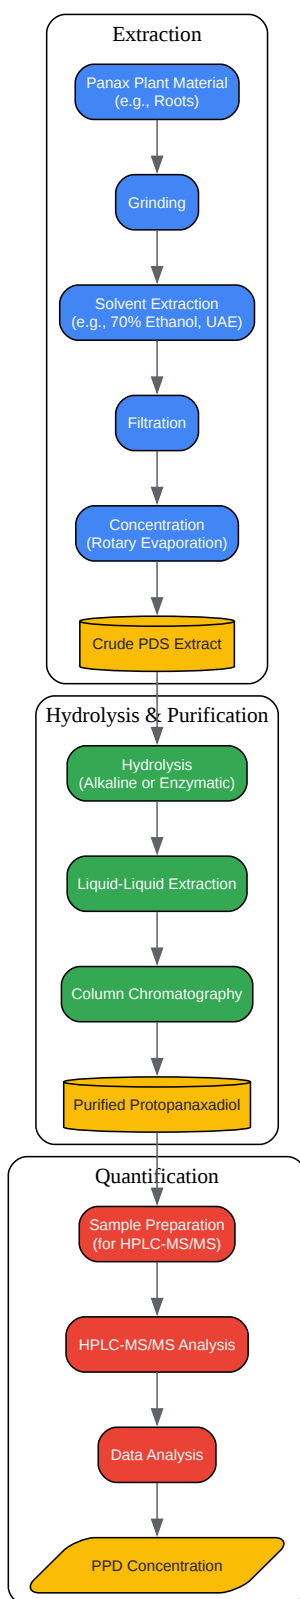 Extraction
Panax Plant Material
(e.g., Roots)
Grinding
Solvent Extraction
(e.g., 70% Ethanol, UAE)
Filtration
Concentration
(Rotary Evaporation)
Crude PDS Extract
Hydrolysis & Purification
Hydrolysis
(Alkaline or Enzymatic)
Liquid-Liquid Extraction
Column Chromatography
Purified Protopanaxadiol
Quantification
Sample Preparation
(for HPLC-MS/MS)
HPLC-MS/MS Analysis
Data Analysis
PPD Concentration